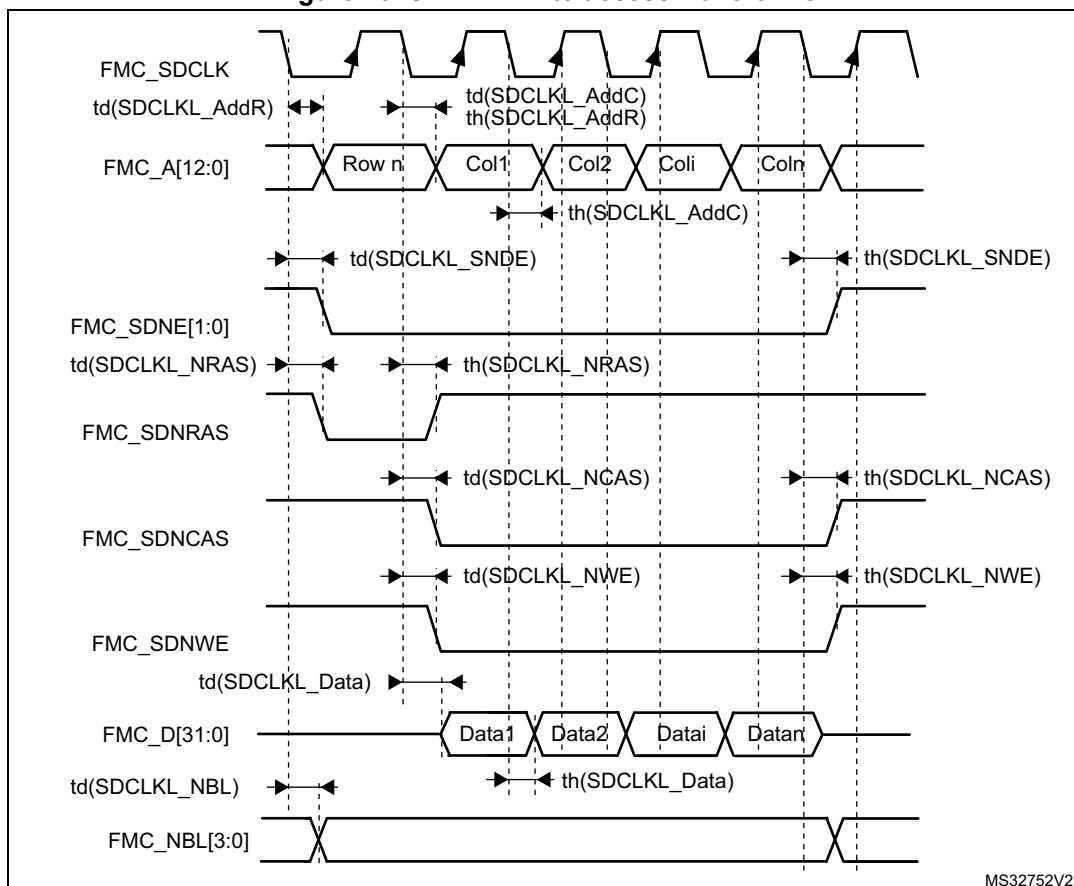 FMC_SDCLK
td(SDCLKL_AddR)
td(SDCLKL_AddC)
th(SDCLKL_AddR)
FMC_A[12:0]
Row n
Col1
Col2
Coli
Coln
th(SDCLKL_AddC)
td(SDCLKL_SNDE)
th(SDCLKL_SNDE)
FMC_SDNE[1:0]
td(SDCLKL_NRAS)
th(SDCLKL_NRAS)
FMC_SDNRAS
td(SDCLKL_NCAS)
th(SDCLKL_NCAS)
FMC_SDNCAS
td(SDCLKL_NWE)
th(SDCLKL_NWE)
FMC_SDNWE
td(SDCLKL_Data)
FMC_D[31:0]
Data1
Data2
Datai
Datan
td(SDCLKL_NBL)
th(SDCLKL_Data)
FMC_NBL[3:0]
MS32752V2